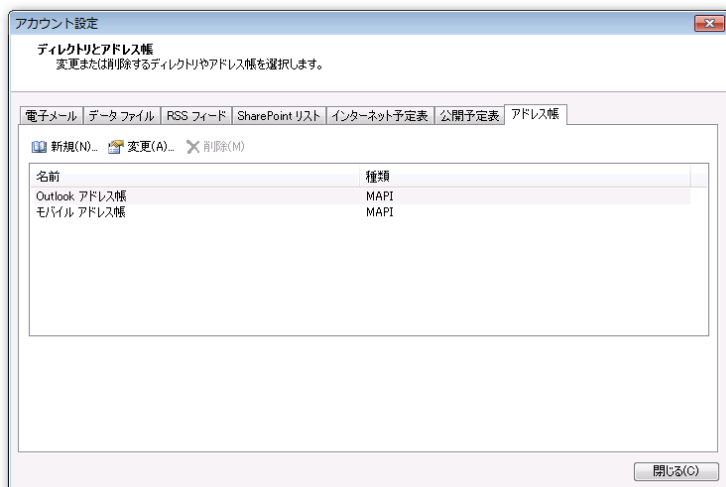 アカウント設定
ディレクトリとアドレス帳
変更または削除するディレクトリやアドレス帳を選択します。
電子メール データ ファイル RSS フィード SharePoint リスト インターネット予定表 公開予定表 アドレス帳
新規(N)... 変更(A)... 削除(M)
名前 種類
Outlook アドレス帳 MAPI
モバイル アドレス帳 MAPI
閉じる(C)